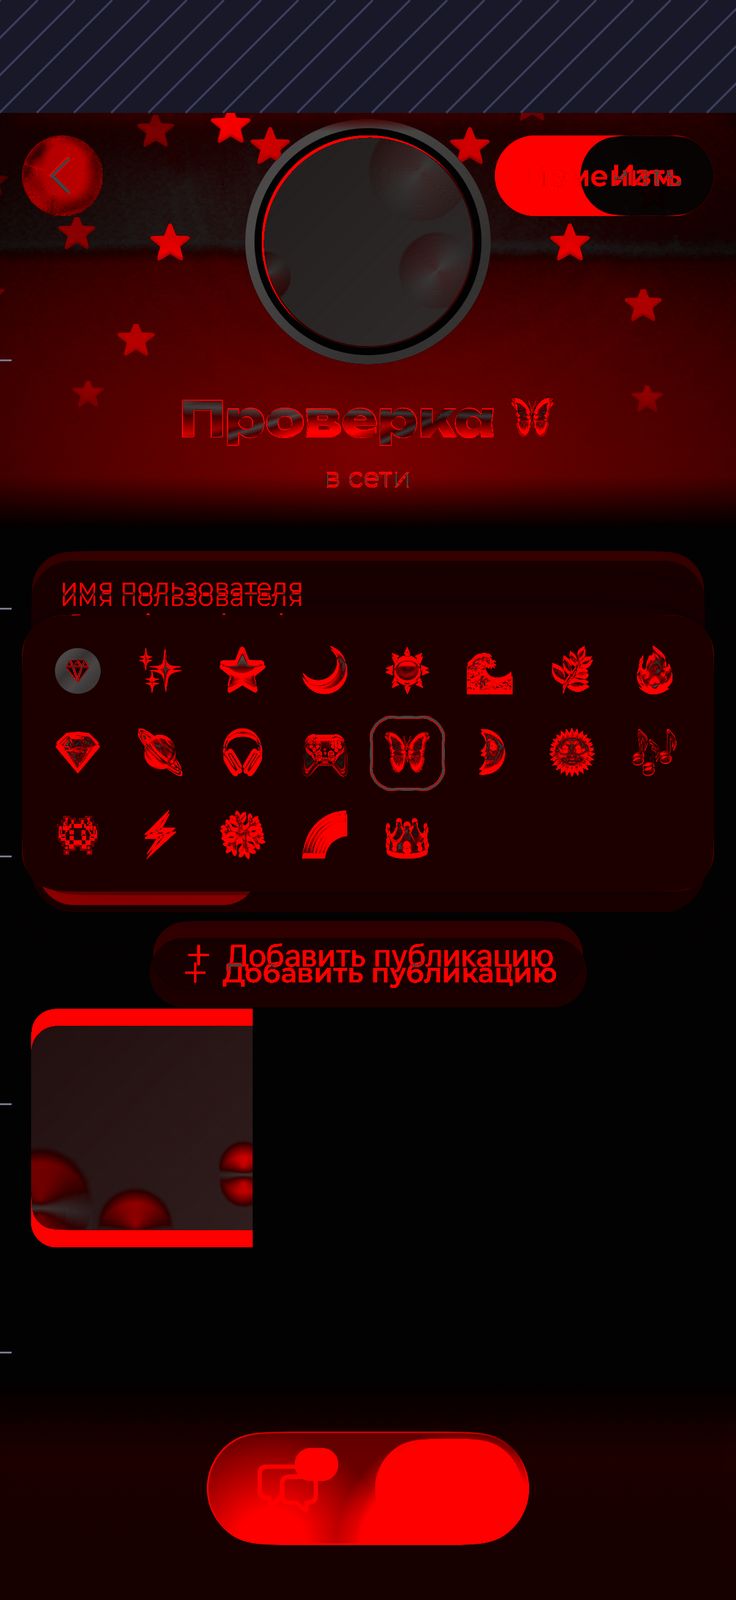 Проверка
в сети
имя пользователя
имя пользователя
+ Добавить публикацию
+ Добавить публикацию